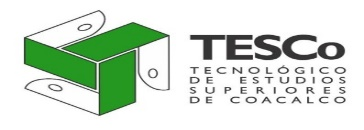 TESCo
TECNOLÓGICO
DE ESTUDIOS
SUPERIORES
DE COACALCO